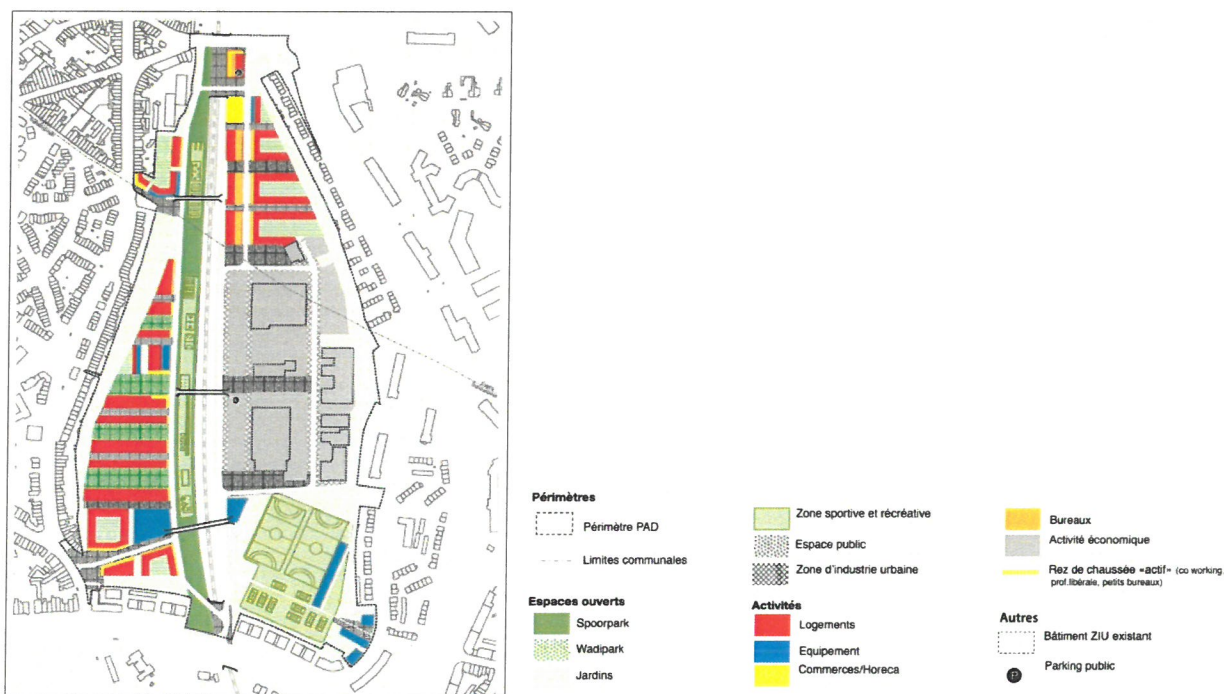 Périmètres
Périmètre PAD
Limites communales
Espaces ouverts
Spoorpark
Wadipark
Jardins
Zone sportive et récréative
Espace public
Zone d'industrie urbaine
Activités
Logements
Equipement
Commerces/Horeca
Bureaux
Activité économique
Rez de chaussée «actif» (co working, prof.libérale, petits bureaux)
Autres
Bâtiment ZIU existant
P Parking public